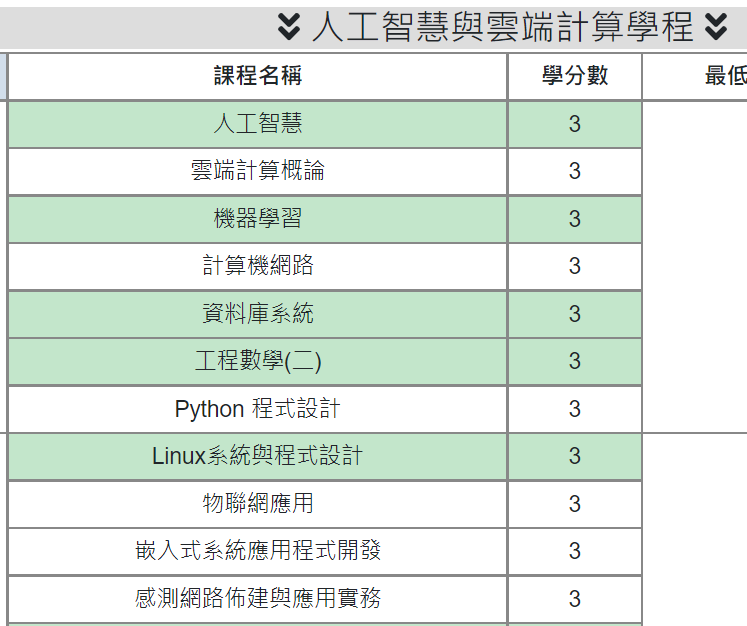 人工智慧與雲端計算學程
課程名稱 學分數 最低
人工智慧 3
雲端計算概論 3
機器學習 3
計算機網路 3
資料庫系統 3
工程數學(二) 3
Python 程式設計 3
Linux系統與程式設計 3
物聯網應用 3
嵌入式系統應用程式開發 3
感測網路佈建與應用實務 3